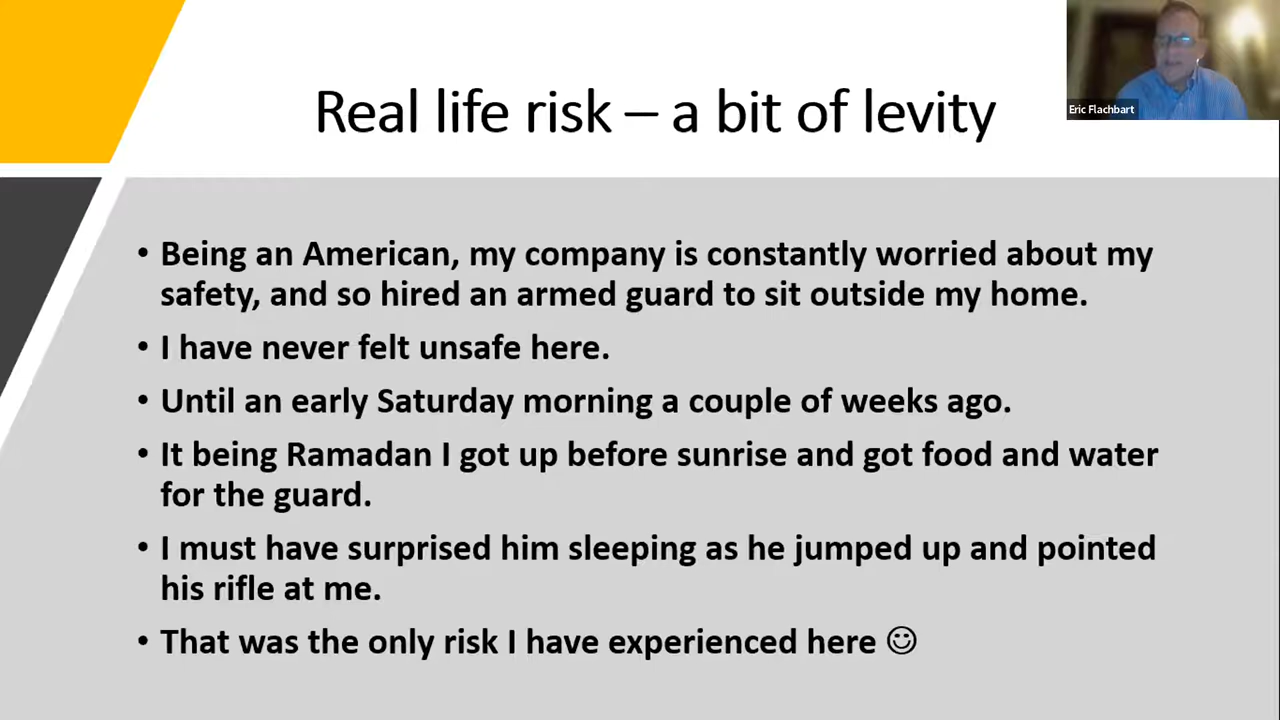 Real life risk – a bit of levity
Eric Flachbart
• Being an American, my company is constantly worried about my
safety, and so hired an armed guard to sit outside my home.
• I have never felt unsafe here.
• Until an early Saturday morning a couple of weeks ago.
• It being Ramadan I got up before sunrise and got food and water
for the guard.
• I must have surprised him sleeping as he jumped up and pointed
his rifle at me.
• That was the only risk I have experienced here ☺